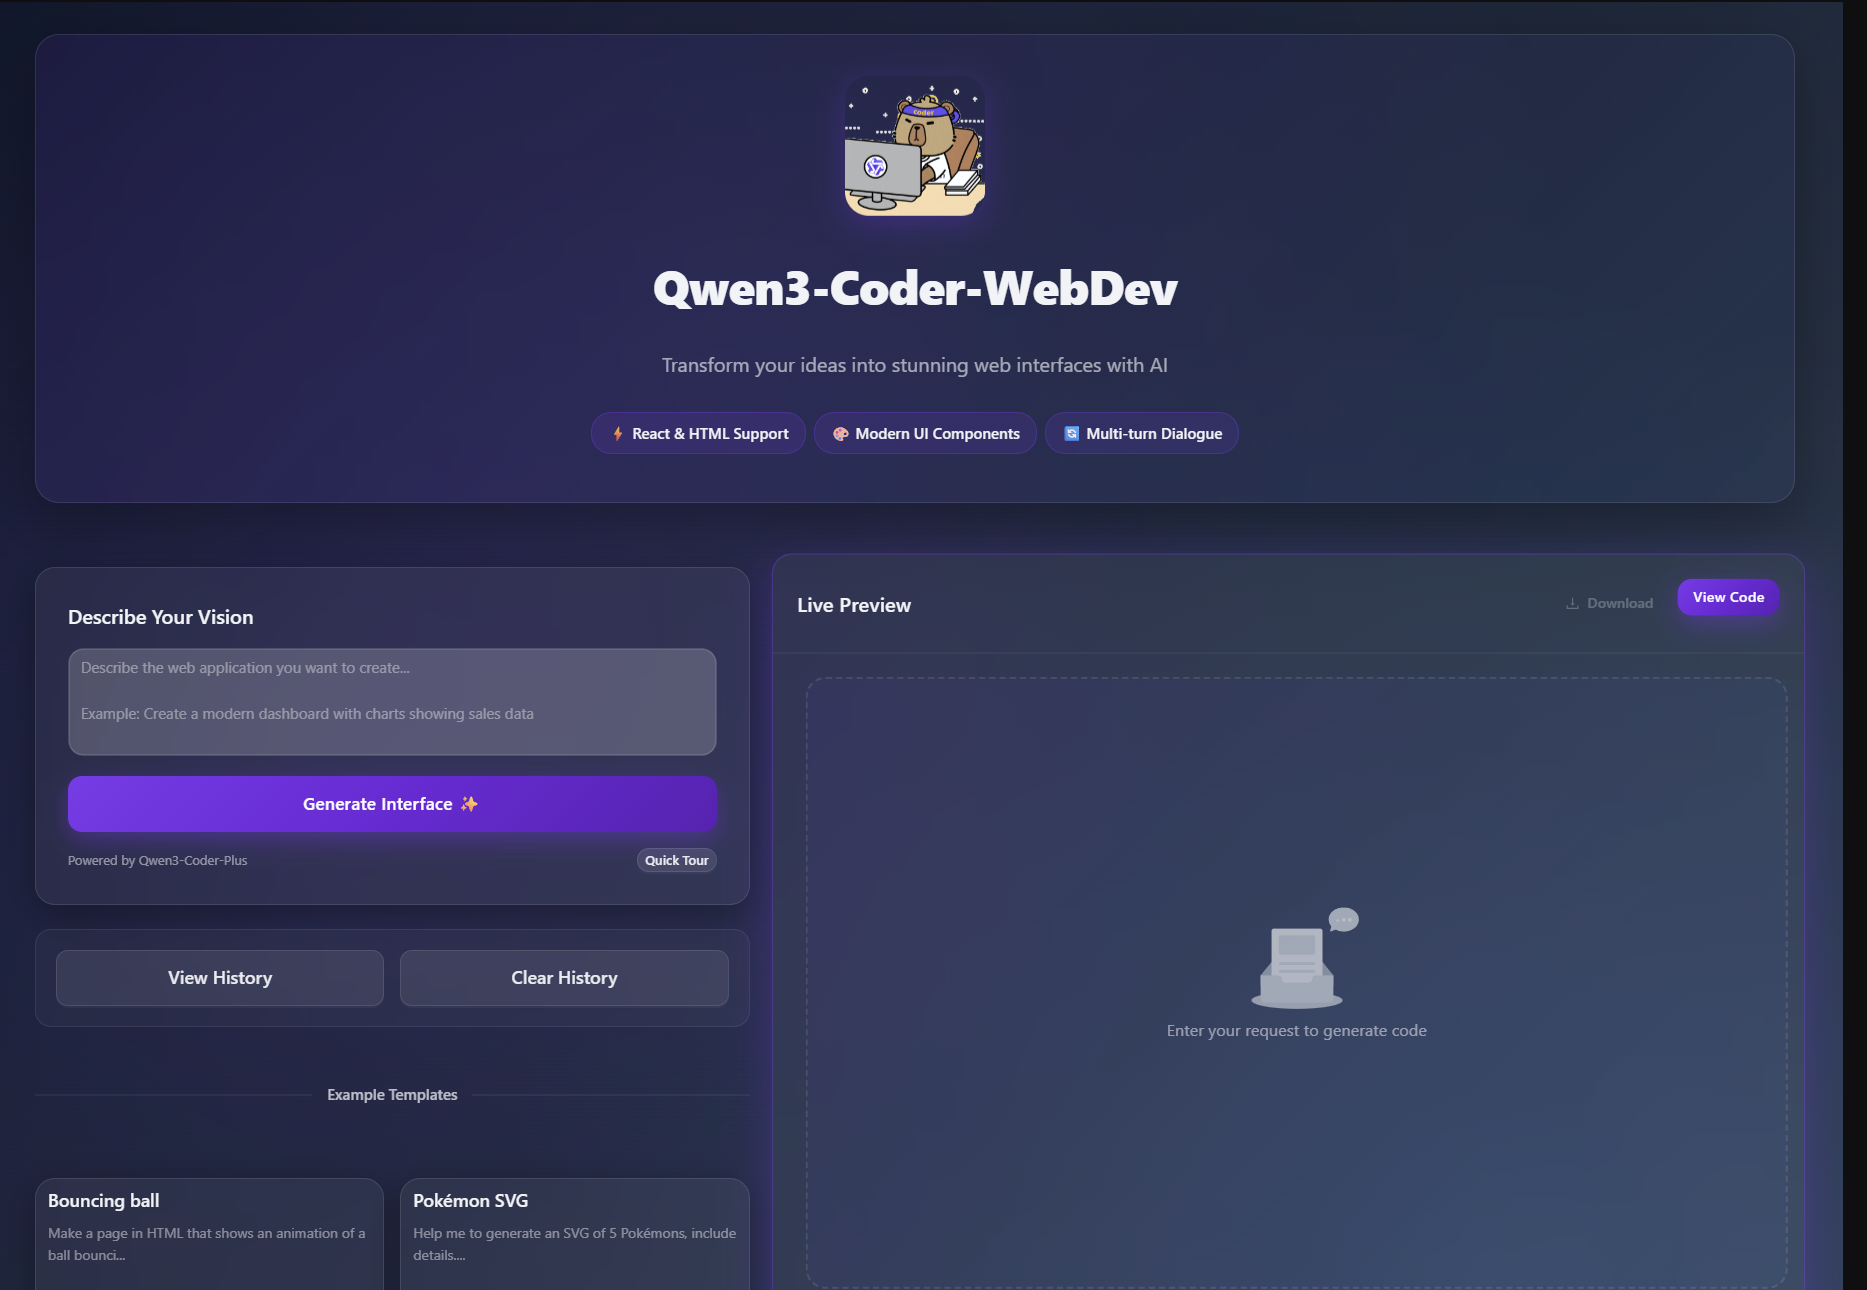 coder
Qwen3-Coder-WebDev
Transform your ideas into stunning web interfaces with AI
React & HTML Support
Modern UI Components
Multi-turn Dialogue
Describe Your Vision
Describe the web application you want to create...
Example: Create a modern dashboard with charts showing sales data
Generate Interface ✨
Powered by Qwen3-Coder-Plus
Quick Tour
View History
Clear History
Example Templates
Bouncing ball
Make a page in HTML that shows an animation of a
ball bounci...
Pokémon SVG
Help me to generate an SVG of 5 Pokémons, include
details....
Live Preview
Download
View Code
Enter your request to generate code